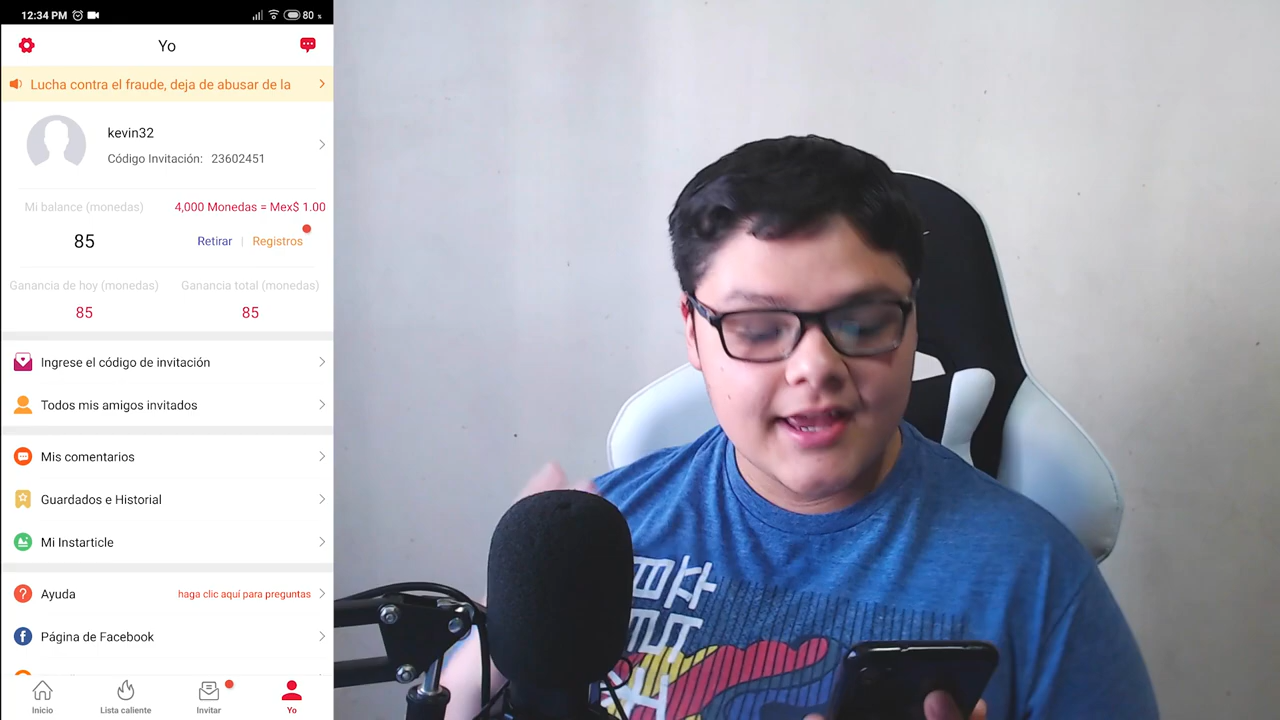 12:34 PM
80 %
Yo
Lucha contra el fraude, deja de abusar de la
kevin32
Código Invitación: 23602451
Mi balance (monedas) 4,000 Monedas = Mex$ 1.00
85 Retirar | Registros
Ganancia de hoy (monedas) Ganancia total (monedas)
85 85
Ingrese el código de invitación
Todos mis amigos invitados
Mis comentarios
Guardados e Historial
Mi Instarticle
Ayuda haga clic aquí para preguntas
Página de Facebook
Inicio Lista caliente Invitar Yo